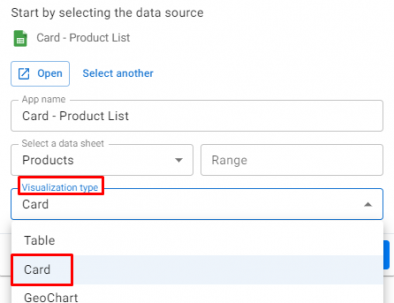 Start by selecting the data source
Card - Product List
Open Select another
App name
Card - Product List
Select a data sheet
Products Range
Visualization type
Card
Table
Card
GeoChart